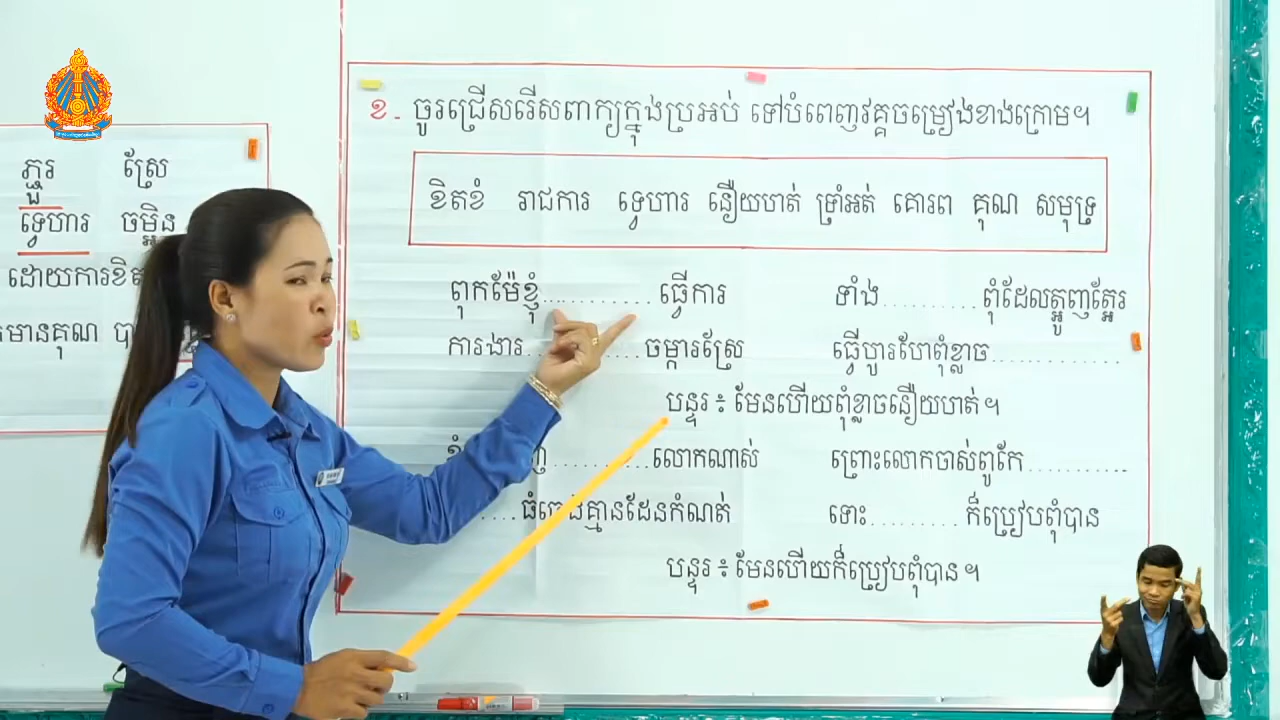 ភ្ជួរ ស្រែ
ទ្វេហារ ចម្អិន
ដោយការខិត
មានគុណ
ខ - ចូរជ្រើសរើសពាក្យក្នុងប្រអប់ ទៅបំពេញវគ្គចម្រៀងខាងក្រោម។
ខិតខំ រាជការ ទ្វេហារ នឿយហត់ ទ្រាំអត់ គោរព គុណ សមុទ្រ
ពុកម៉ែខ្ញុំ............ធ្វើការ ទាំង.........ពុំដែលត្អូញត្អែរ
ការងារ..........ចម្ការស្រែ ធ្វើហួរហែពុំខ្លាច.............
បន្ទរ ៖ មែនហើយពុំខ្លាចនឿយហត់ ។
..........លោកណាស់ ព្រោះលោកចាស់ពូកែ..........
....ធំធេងគ្មានដែនកំណត់ ទោះ.........ក៏ប្រៀបពុំបាន
បន្ទរ ៖ មែនហើយក៏ប្រៀបពុំបាន ។